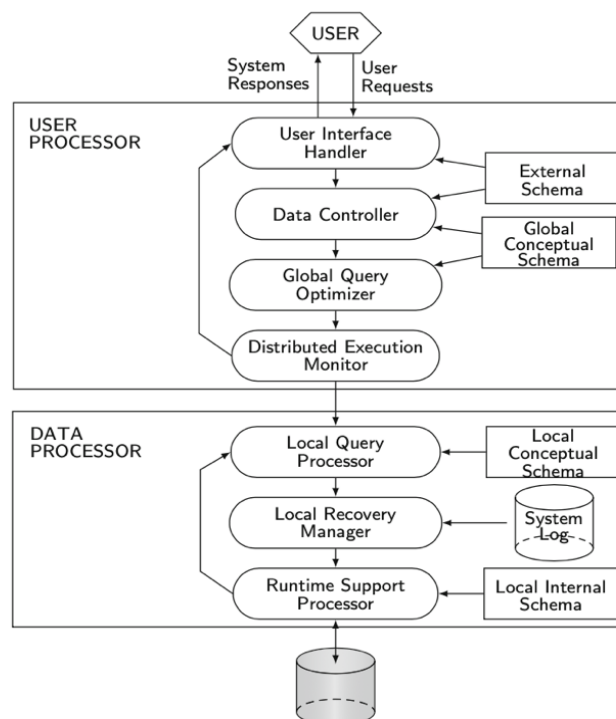 USER
System
Responses
User
Requests
USER
PROCESSOR
User Interface
Handler
External
Schema
Data Controller
Global
Conceptual
Schema
Global Query
Optimizer
Distributed Execution
Monitor
DATA
PROCESSOR
Local Query
Processor
Local
Conceptual
Schema
Local Recovery
Manager
System
Log
Runtime Support
Processor
Local Internal
Schema